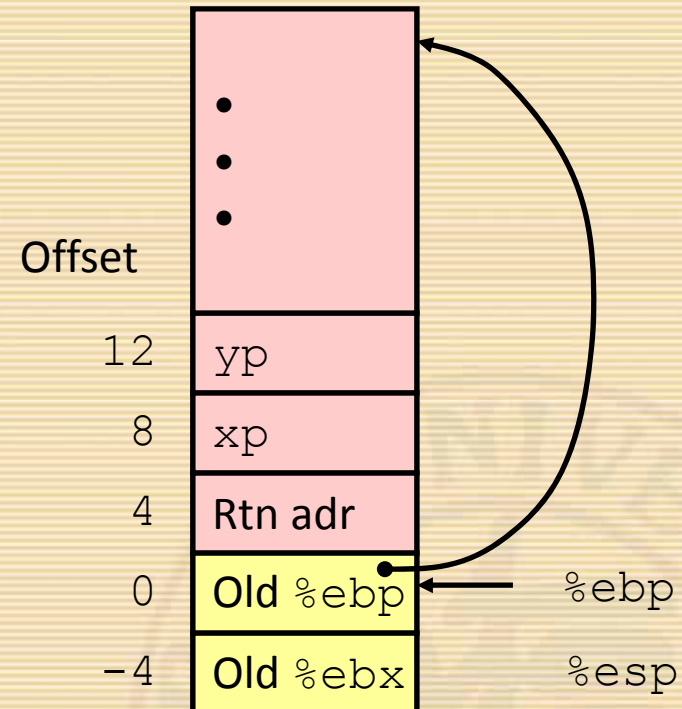 Offset
12 yp
8 xp
4 Rtn adr
0 Old %ebp %ebp
-4 Old %ebx %esp